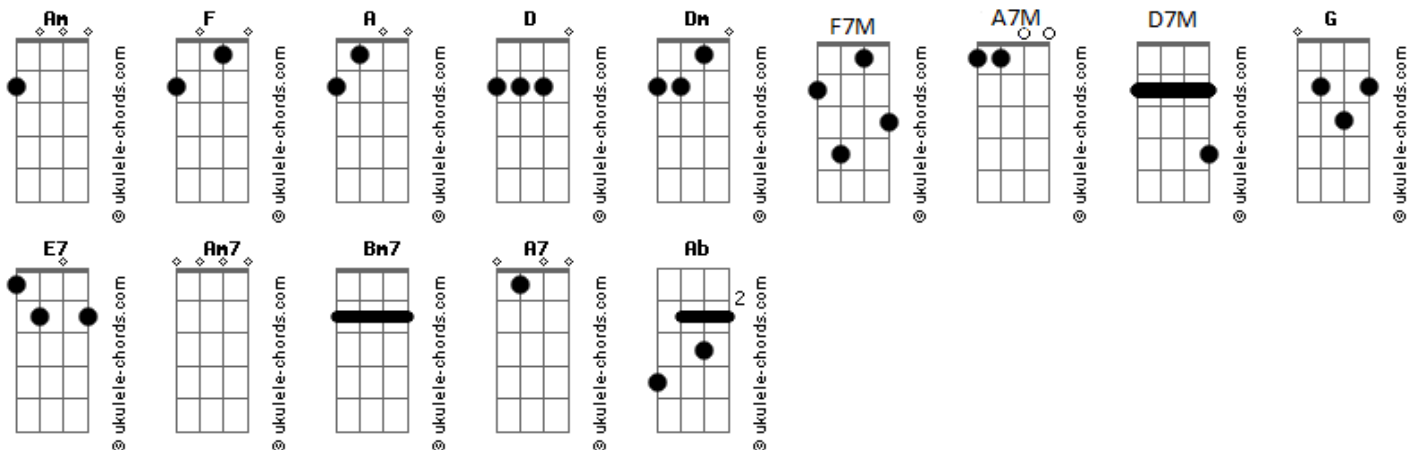 Am F A D Dm F7M A7M D7M G
© ukulele-chords.com © ukulele-chords.com © ukulele-chords.com © ukulele-chords.com © ukulele-chords.com © ukulele-chords.com © ukulele-chords.com © ukulele-chords.com © ukulele-chords.com
E7 Am7 Bm7 A7 Ab
2
© ukulele-chords.com © ukulele-chords.com © ukulele-chords.com © ukulele-chords.com © ukulele-chords.com